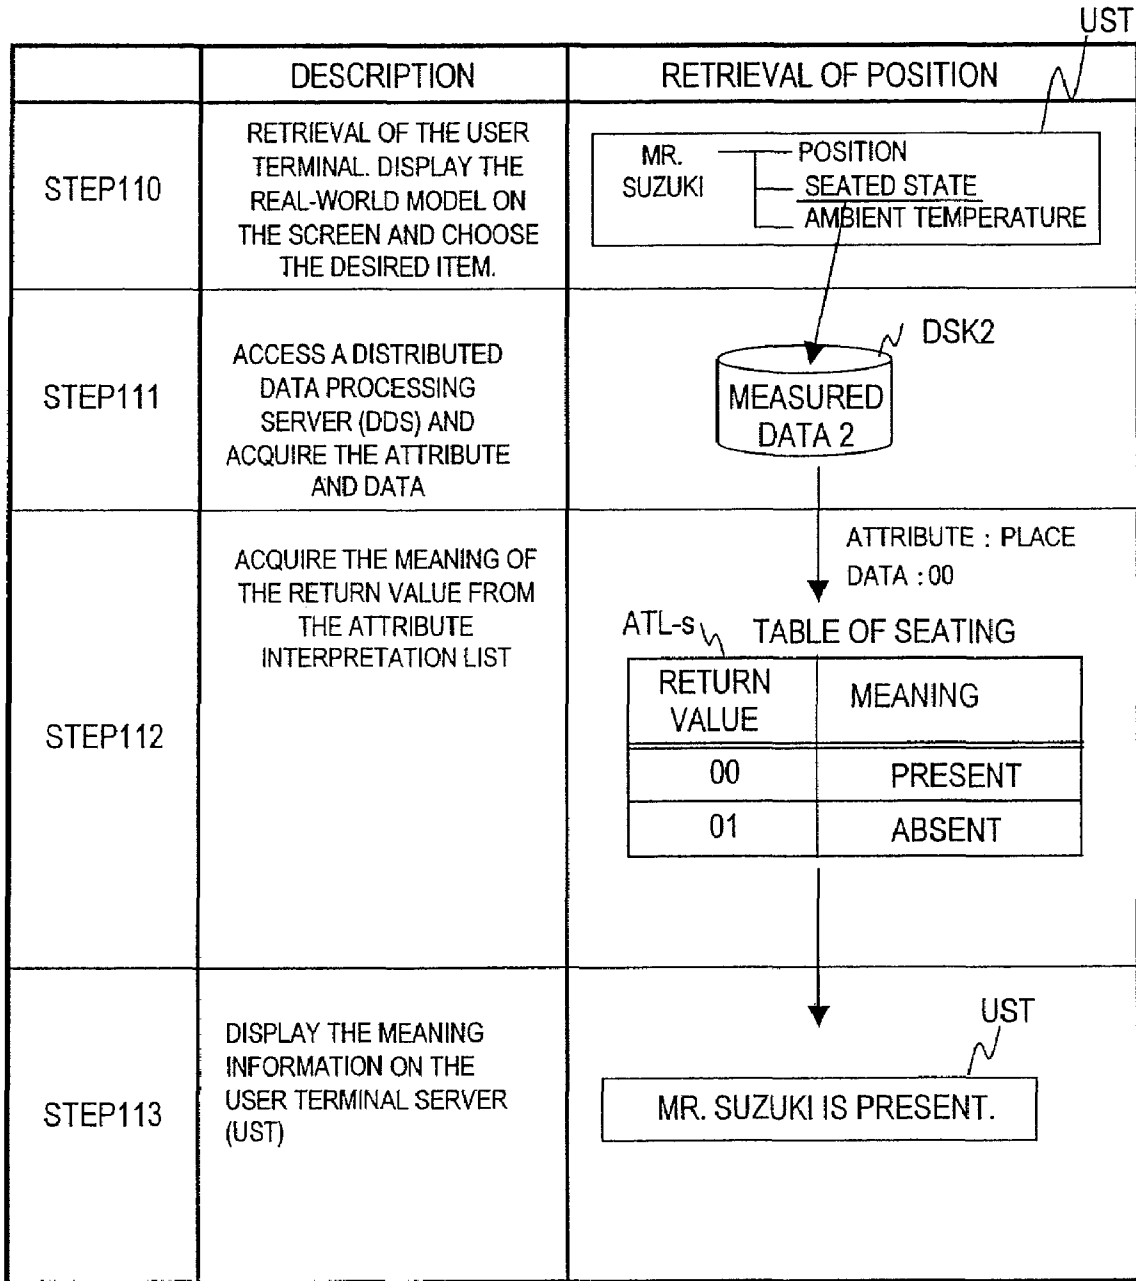 UST
DESCRIPTION
RETRIEVAL OF POSITION
STEP110
RETRIEVAL OF THE USER
TERMINAL. DISPLAY THE
REAL-WORLD MODEL ON
THE SCREEN AND CHOOSE
THE DESIRED ITEM.
MR.
SUZUKI
POSITION
SEATED STATE
AMBIENT TEMPERATURE
STEP111
ACCESS A DISTRIBUTED
DATA PROCESSING
SERVER (DDS) AND
ACQUIRE THE ATTRIBUTE
AND DATA
DSK2
MEASURED
DATA 2
STEP112
ACQUIRE THE MEANING OF
THE RETURN VALUE FROM
THE ATTRIBUTE
INTERPRETATION LIST
ATTRIBUTE : PLACE
DATA : 00
ATL-s
TABLE OF SEATING
RETURN
VALUE
MEANING
00 PRESENT
01 ABSENT
STEP113
DISPLAY THE MEANING
INFORMATION ON THE
USER TERMINAL SERVER
(UST)
UST
MR. SUZUKI IS PRESENT.